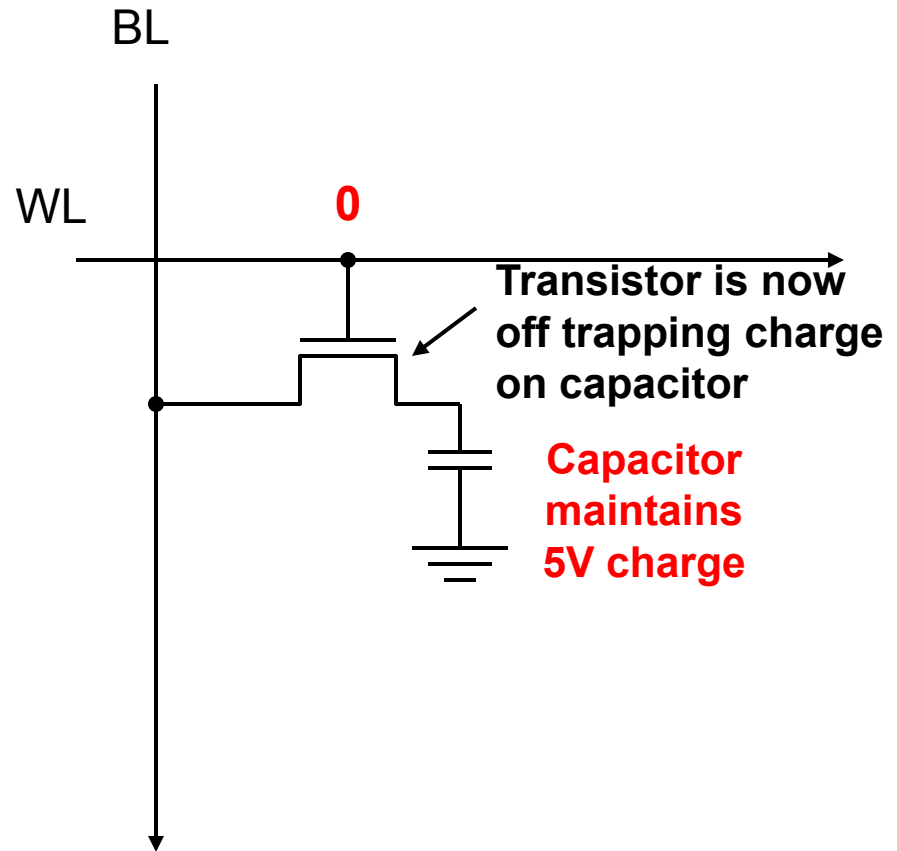 BL
WL
0
Transistor is now
off trapping charge
on capacitor
Capacitor
maintains
5V charge